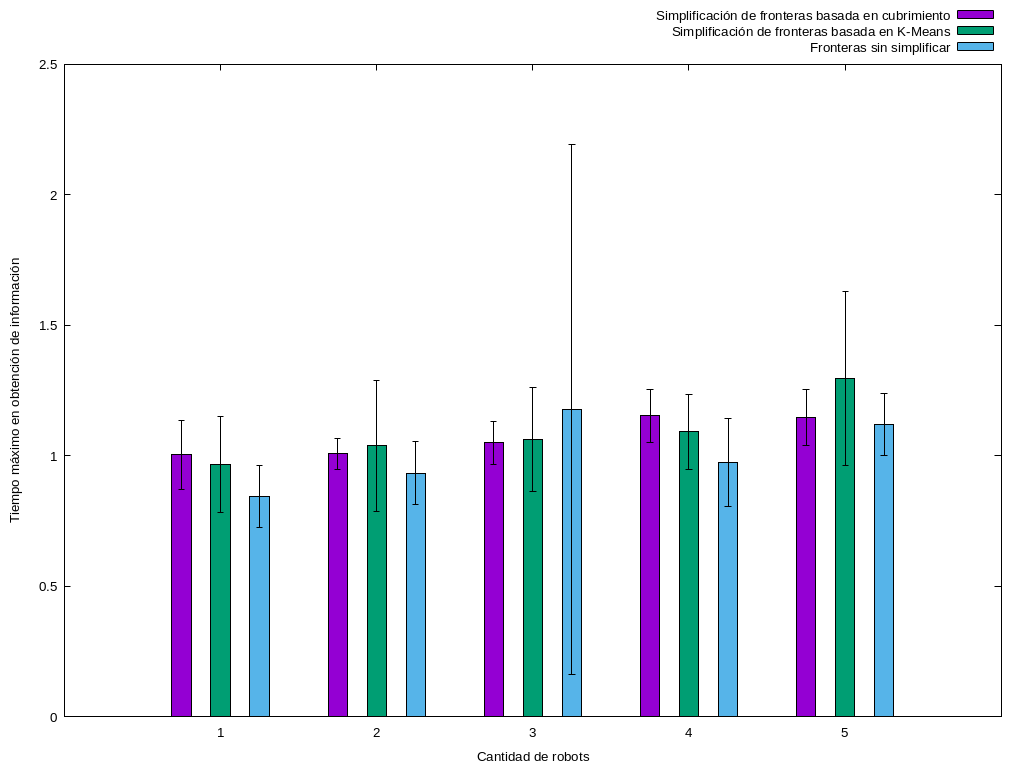 Simplificación de fronteras basada en cubrimiento
Simplificación de fronteras basada en K-Means
Fronteras sin simplificar
2.5
2
1.5
1
0.5
0
Tiempo máximo en obtención de información
1 2 3 4 5
Cantidad de robots